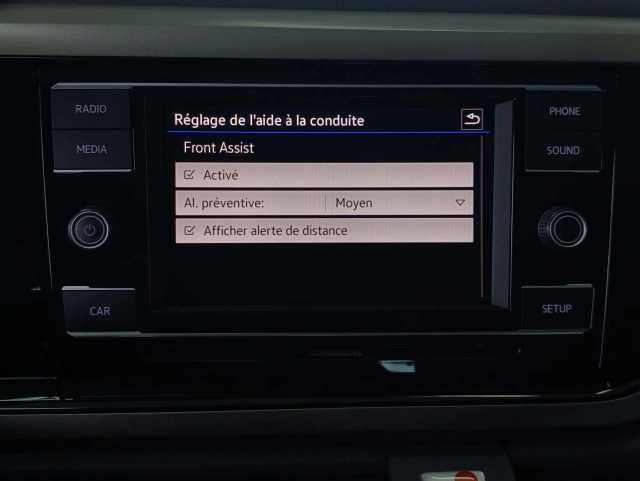 RADIO
MEDIA
CAR
Réglage de l'aide à la conduite
Front Assist
Activé
Al. préventive: Moyen
Afficher alerte de distance
PHONE
SOUND
SETUP